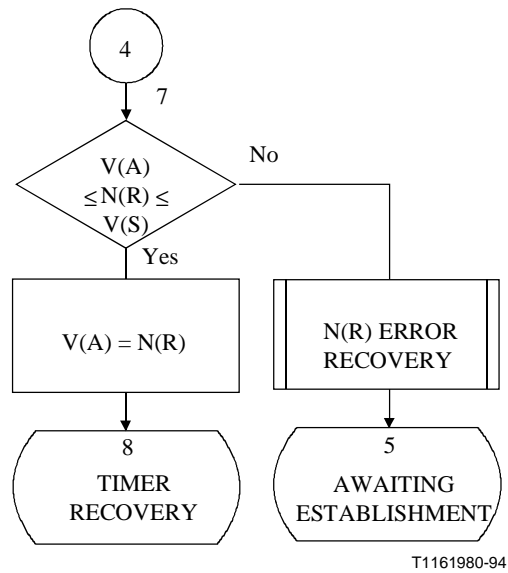 4
7
V(A)
≤ N(R) ≤
V(S)
No
Yes
V(A) = N(R)
N(R) ERROR
RECOVERY
8
TIMER
RECOVERY
5
AWAITING
ESTABLISHMENT
T1161980-94